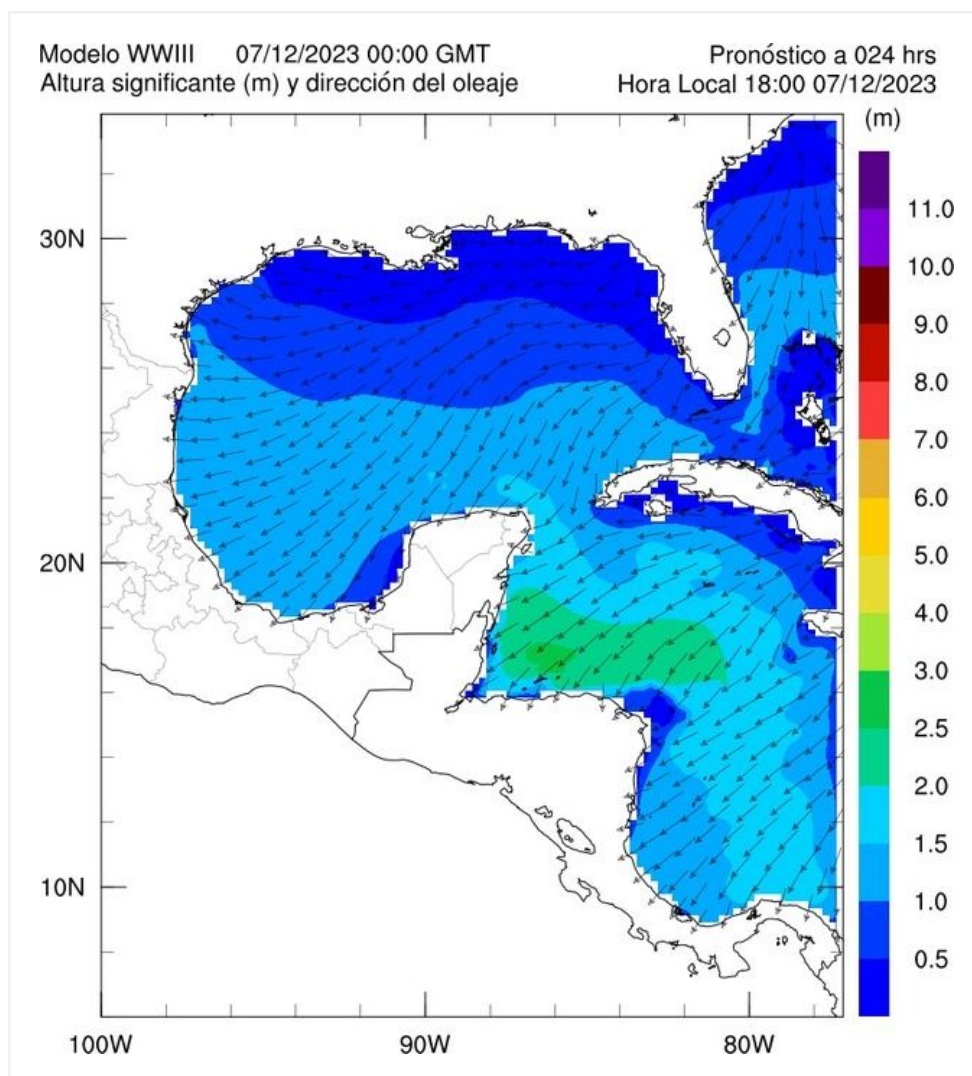 Modelo WWIII 07/12/2023 00:00 GMT
Pronóstico a 024 hrs
Altura significante (m) y dirección del oleaje
Hora Local 18:00 07/12/2023
(m)
11.0
10.0
9.0
8.0
7.0
6.0
5.0
4.0
3.0
2.5
2.0
1.5
1.0
0.5
30N
20N
10N
100W
90W
80W